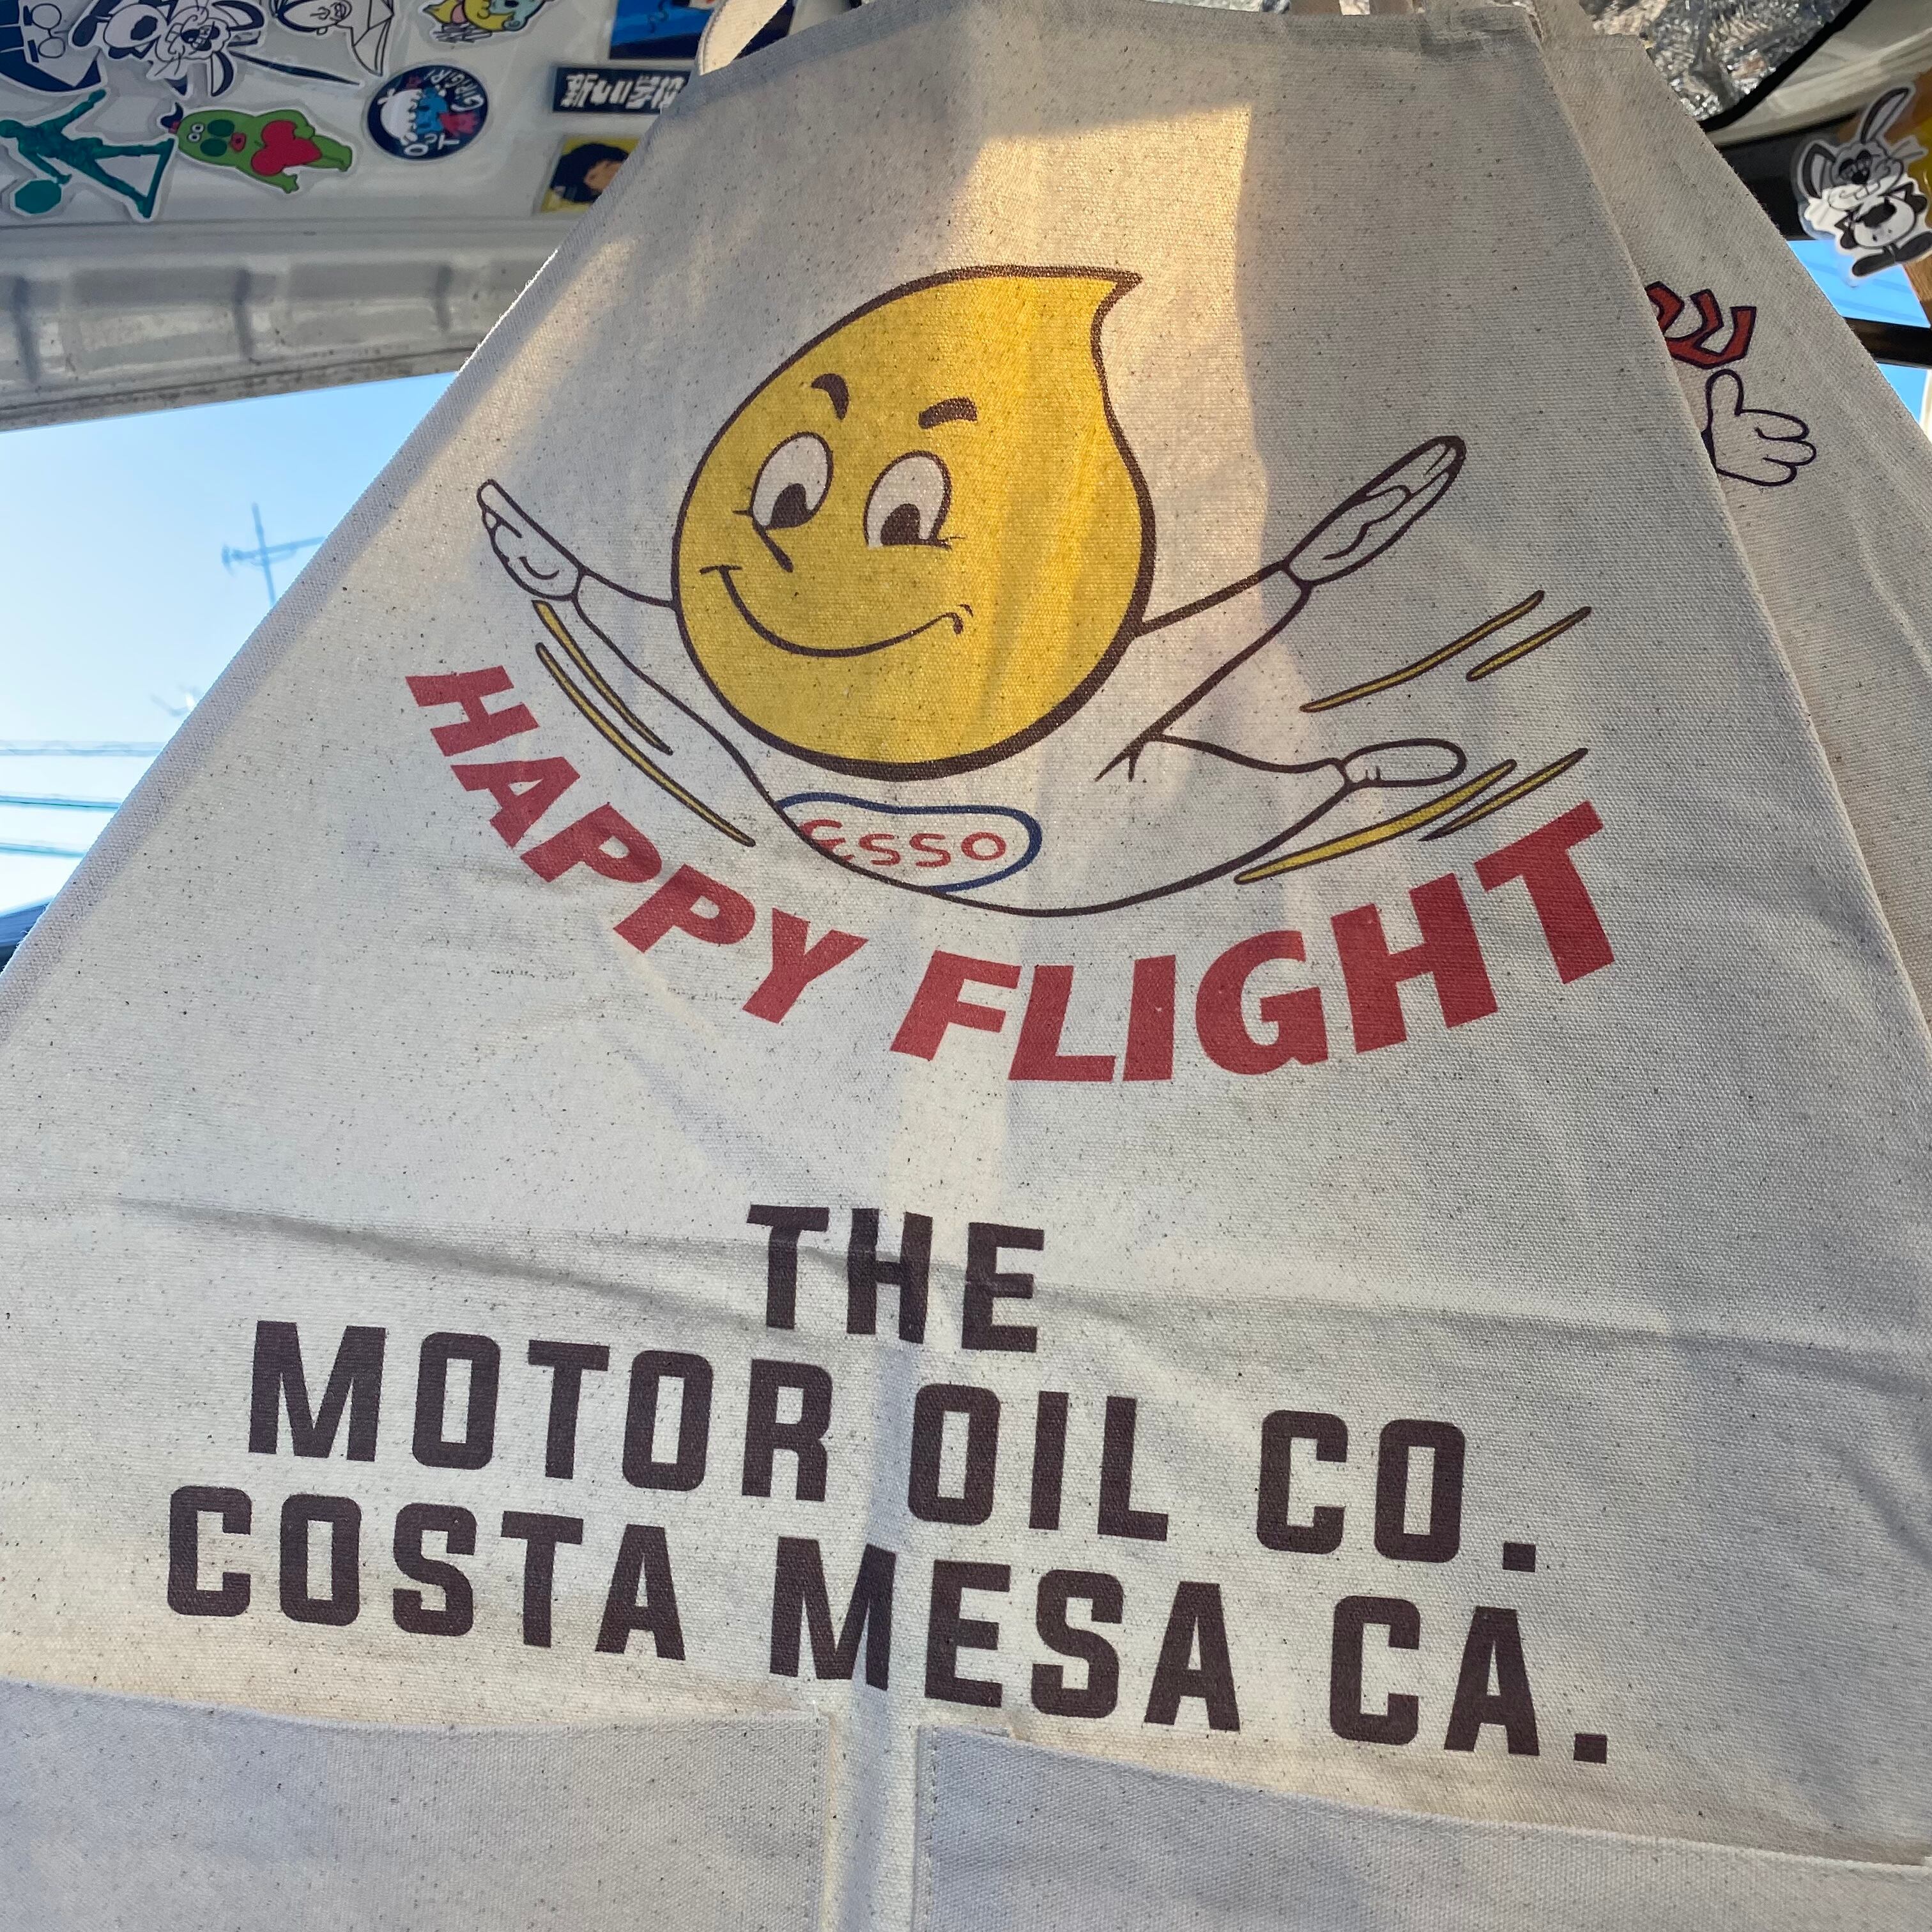 ESSO
HAPPY FLIGHT
THE
MOTOR OIL CO.
COSTA MESA CA.